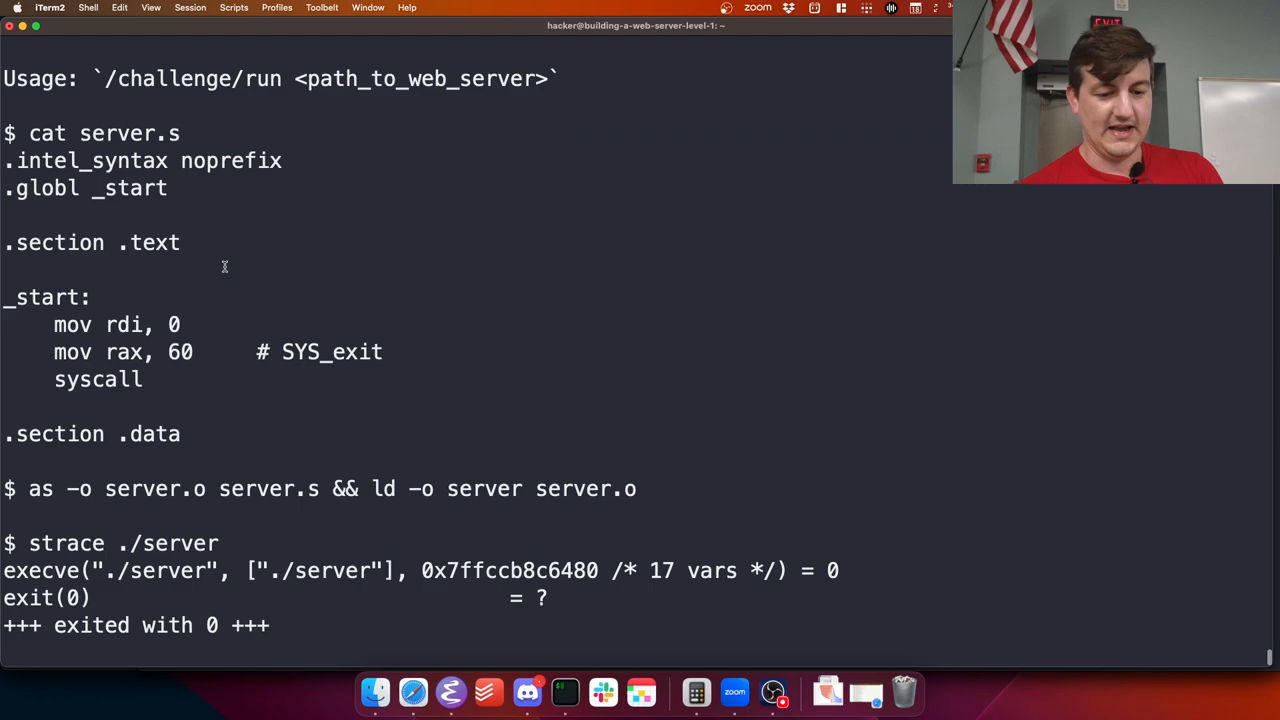 iTerm2 Shell Edit View Session Scripts Profiles Toolbelt Window Help zoom
hacker@building-a-web-server-level-1: ~
EXIT
Usage: `/challenge/run <path_to_web_server>`
$ cat server.s
.intel_syntax noprefix
.globl _start
.section .text
_start:
    mov rdi, 0
    mov rax, 60     # SYS_exit
    syscall
.section .data
$ as -o server.o server.s && ld -o server server.o
$ strace ./server
execve("./server", ["./server"], 0x7ffccb8c6480 /* 17 vars */) = 0
exit(0)                                 = ?
+++ exited with 0 +++
zoom